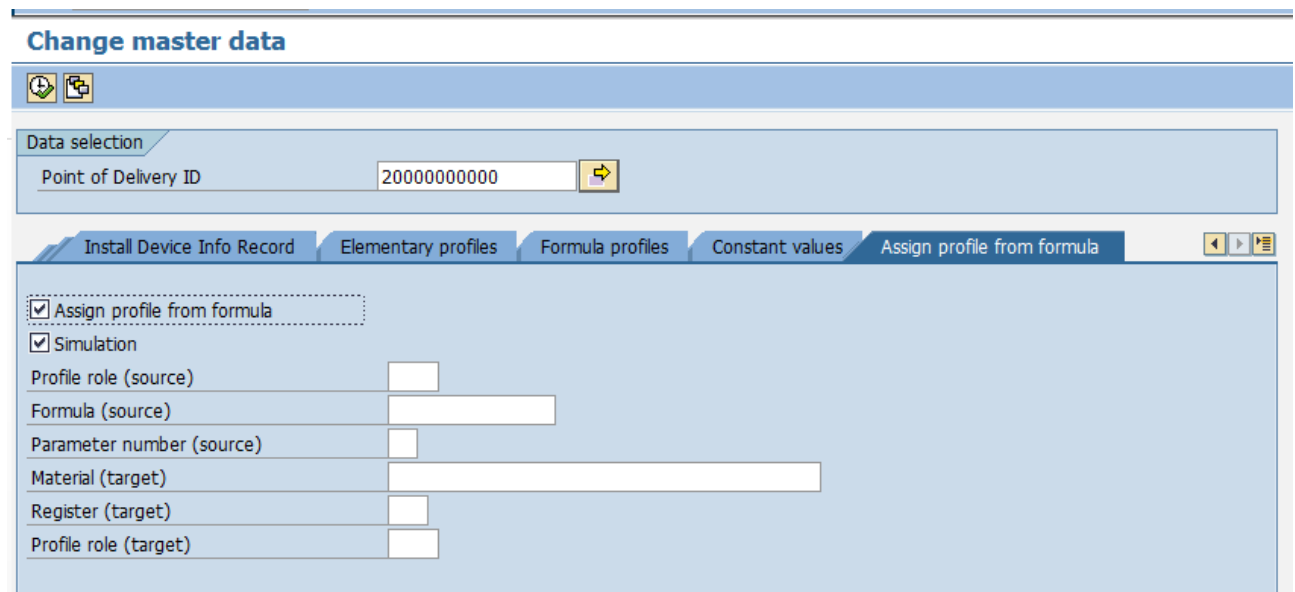 Change master data
Data selection
Point of Delivery ID 20000000000
Install Device Info Record Elementary profiles Formula profiles Constant values Assign profile from formula
Assign profile from formula
Simulation
Profile role (source)
Formula (source)
Parameter number (source)
Material (target)
Register (target)
Profile role (target)